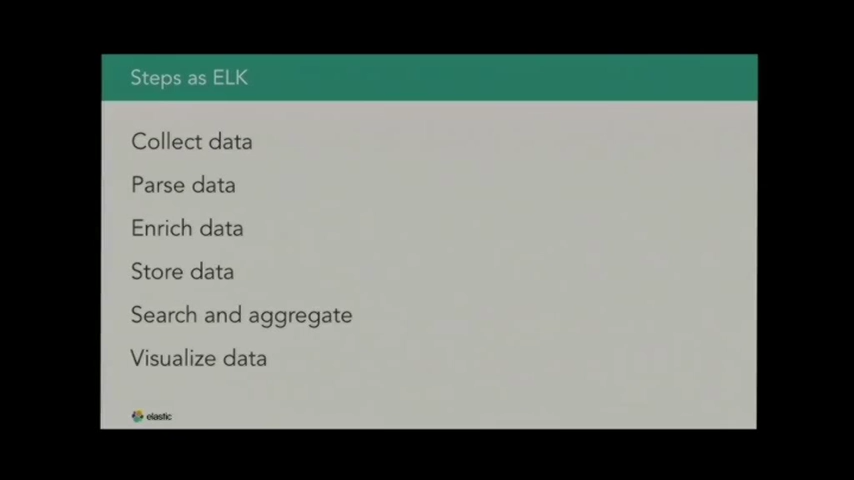 Steps as ELK
Collect data
Parse data
Enrich data
Store data
Search and aggregate
Visualize data
elastic